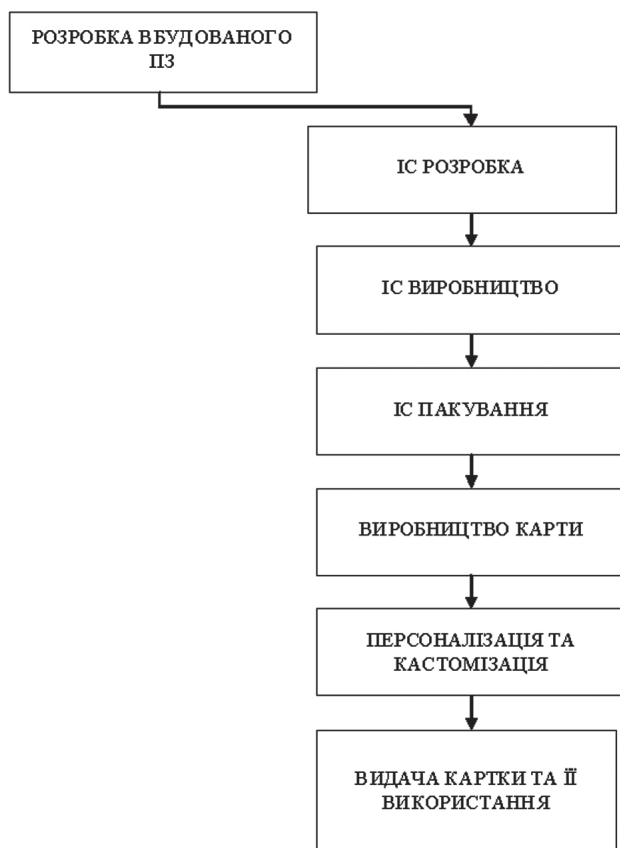 РОЗРОБКА ВБУДОВАНОГО
ПЗ
ІС РОЗРОБКА
ІС ВИРОБНИЦТВО
ІС ПАКУВАННЯ
ВИРОБНИЦТВО КАРТИ
ПЕРСОНАЛІЗАЦІЯ ТА
КАСТОМІЗАЦІЯ
ВИДАЧА КАРТКИ ТА ЇЇ
ВИКОРИСТАННЯ